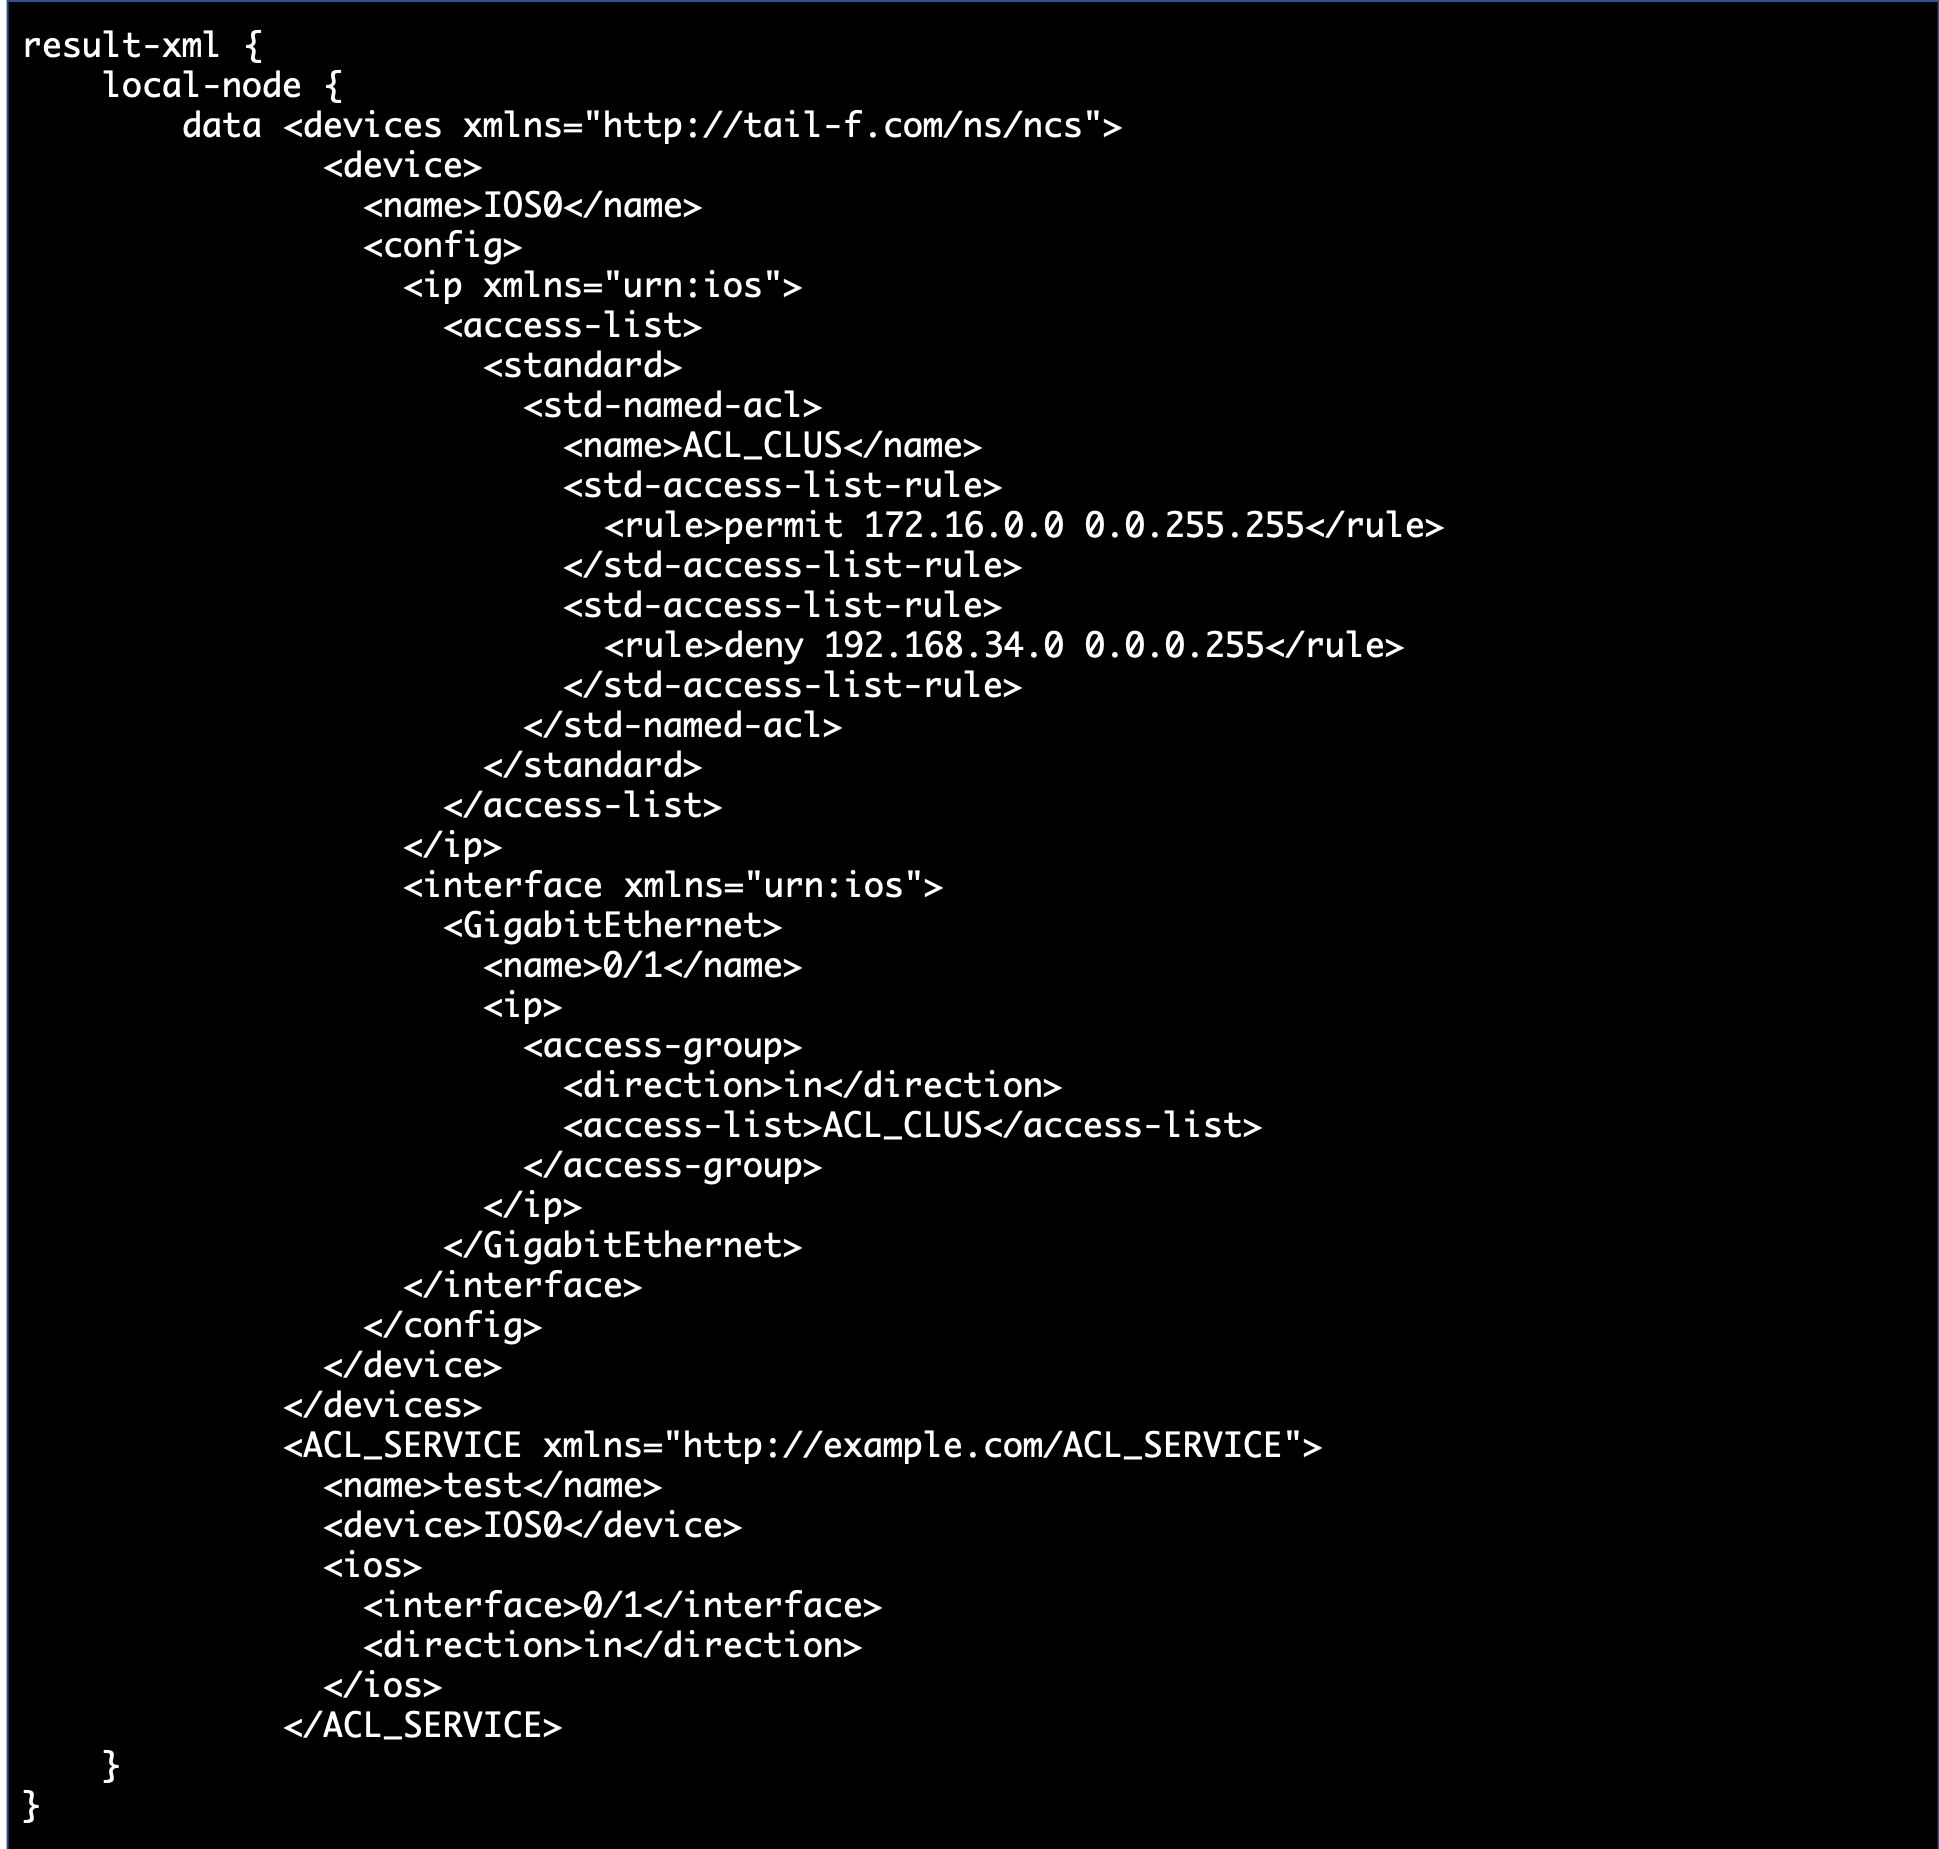 result-xml {
    local-node {
        data <devices xmlns="http://tail-f.com/ns/ncs">
               <device>
                 <name>IOS0</name>
                 <config>
                   <ip xmlns="urn:ios">
                     <access-list>
                       <standard>
                         <std-named-acl>
                           <name>ACL_CLUS</name>
                           <std-access-list-rule>
                             <rule>permit 172.16.0.0 0.0.255.255</rule>
                           </std-access-list-rule>
                           <std-access-list-rule>
                             <rule>deny 192.168.34.0 0.0.0.255</rule>
                           </std-access-list-rule>
                         </std-named-acl>
                       </standard>
                     </access-list>
                   </ip>
                   <interface xmlns="urn:ios">
                     <GigabitEthernet>
                       <name>0/1</name>
                       <ip>
                         <access-group>
                           <direction>in</direction>
                           <access-list>ACL_CLUS</access-list>
                         </access-group>
                       </ip>
                     </GigabitEthernet>
                   </interface>
                 </config>
               </device>
             </devices>
             <ACL_SERVICE xmlns="http://example.com/ACL_SERVICE">
               <name>test</name>
               <device>IOS0</device>
               <ios>
                 <interface>0/1</interface>
                 <direction>in</direction>
               </ios>
             </ACL_SERVICE>
    }
}